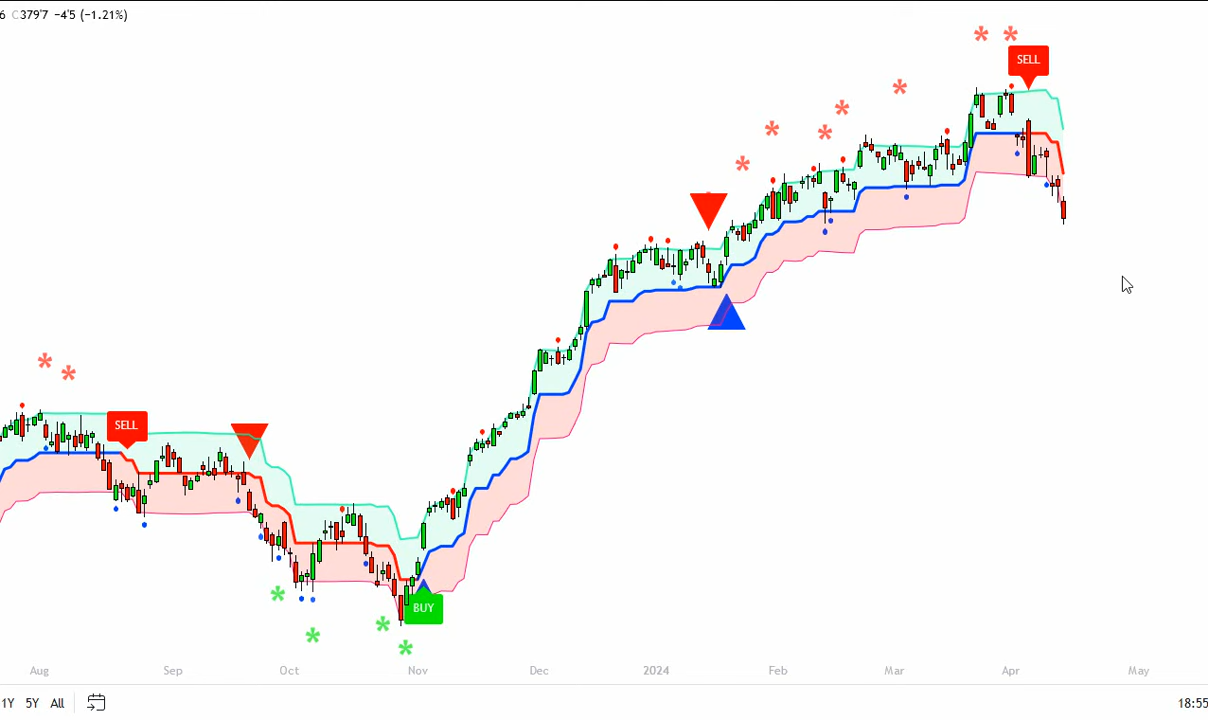 6 C379'7 −4'5 (−1.21%)
SELL
SELL
BUY
Aug Sep Oct Nov Dec 2024 Feb Mar Apr May
1Y 5Y All
18:55